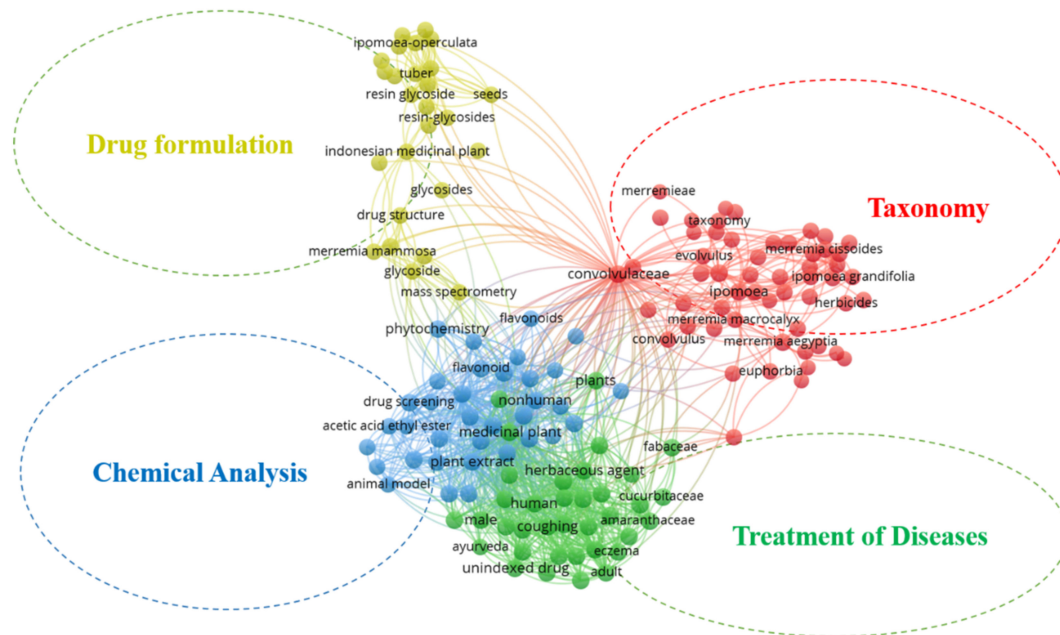 ipomoea-operculata
tuber
resin glycoside
seeds
resin-glycosides
Drug formulation
indonesian medicinal plant
glycosides
drug structure
merremia mammosa
glycoside
mass spectrometry
merremieae
Taxonomy
taxonomy
merremia cissoides
evolvulus
convolvulaceae
ipomoea grandifolia
ipomoea
herbicides
merremia macrocalyx
convolvulus
merremia aegyptia
euphorbia
flavonoids
phytochemistry
flavonoid
plants
drug screening
nonhuman
acetic acid ethyl ester
medicinal plant
Chemical Analysis
plant extract
animal model
fabaceae
herbaceous agent
human
cucurbitaceae
male
coughing
amaranthaceae
Treatment of Diseases
ayurveda
eczema
unindexed drug
adult